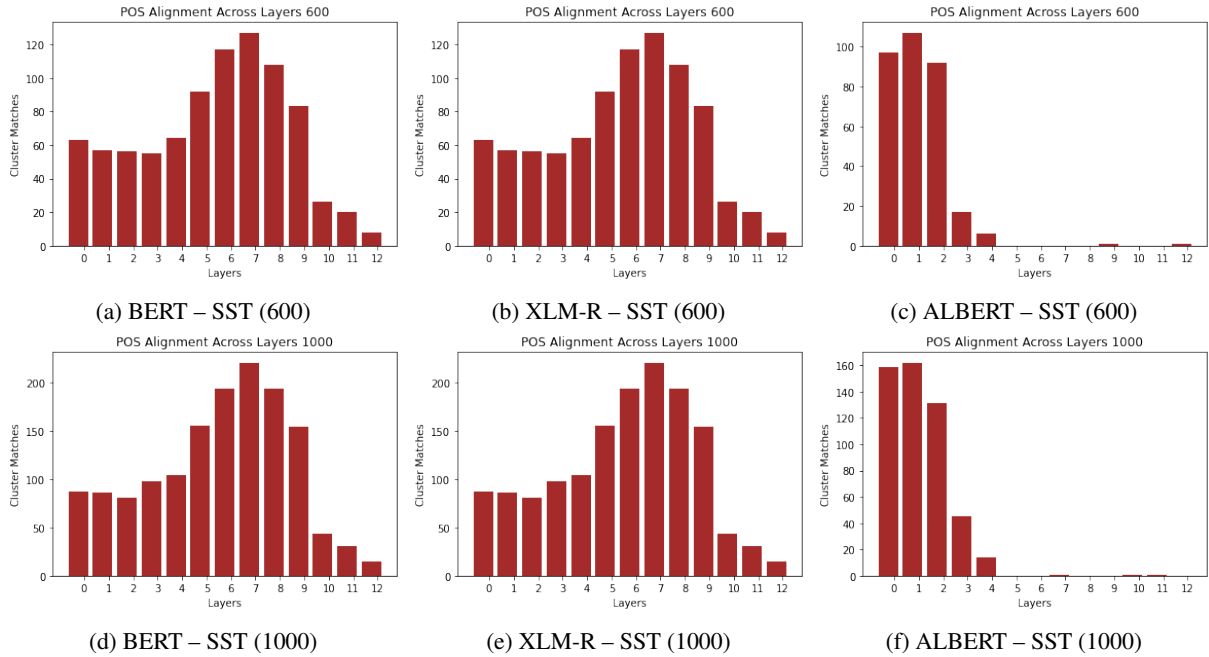 POS Alignment Across Layers 600
Cluster Matches
120
100
80
60
40
20
0
0 1 2 3 4 5 6 7 8 9 10 11 12
Layers
(a) BERT – SST (600)
POS Alignment Across Layers 600
Cluster Matches
120
100
80
60
40
20
0
0 1 2 3 4 5 6 7 8 9 10 11 12
Layers
(b) XLM-R – SST (600)
POS Alignment Across Layers 600
Cluster Matches
100
80
60
40
20
0
0 1 2 3 4 5 6 7 8 9 10 11 12
Layers
(c) ALBERT – SST (600)
POS Alignment Across Layers 1000
Cluster Matches
200
150
100
50
0
0 1 2 3 4 5 6 7 8 9 10 11 12
Layers
(d) BERT – SST (1000)
POS Alignment Across Layers 1000
Cluster Matches
200
150
100
50
0
0 1 2 3 4 5 6 7 8 9 10 11 12
Layers
(e) XLM-R – SST (1000)
POS Alignment Across Layers 1000
Cluster Matches
160
140
120
100
80
60
40
20
0
0 1 2 3 4 5 6 7 8 9 10 11 12
Layers
(f) ALBERT – SST (1000)